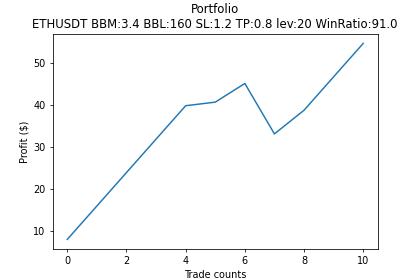 Portfolio
ETHUSDT BBM:3.4 BBL:160 SL:1.2 TP:0.8 lev:20 WinRatio:91.0
Profit ($)
50
40
30
20
10
0 2 4 6 8 10
Trade counts